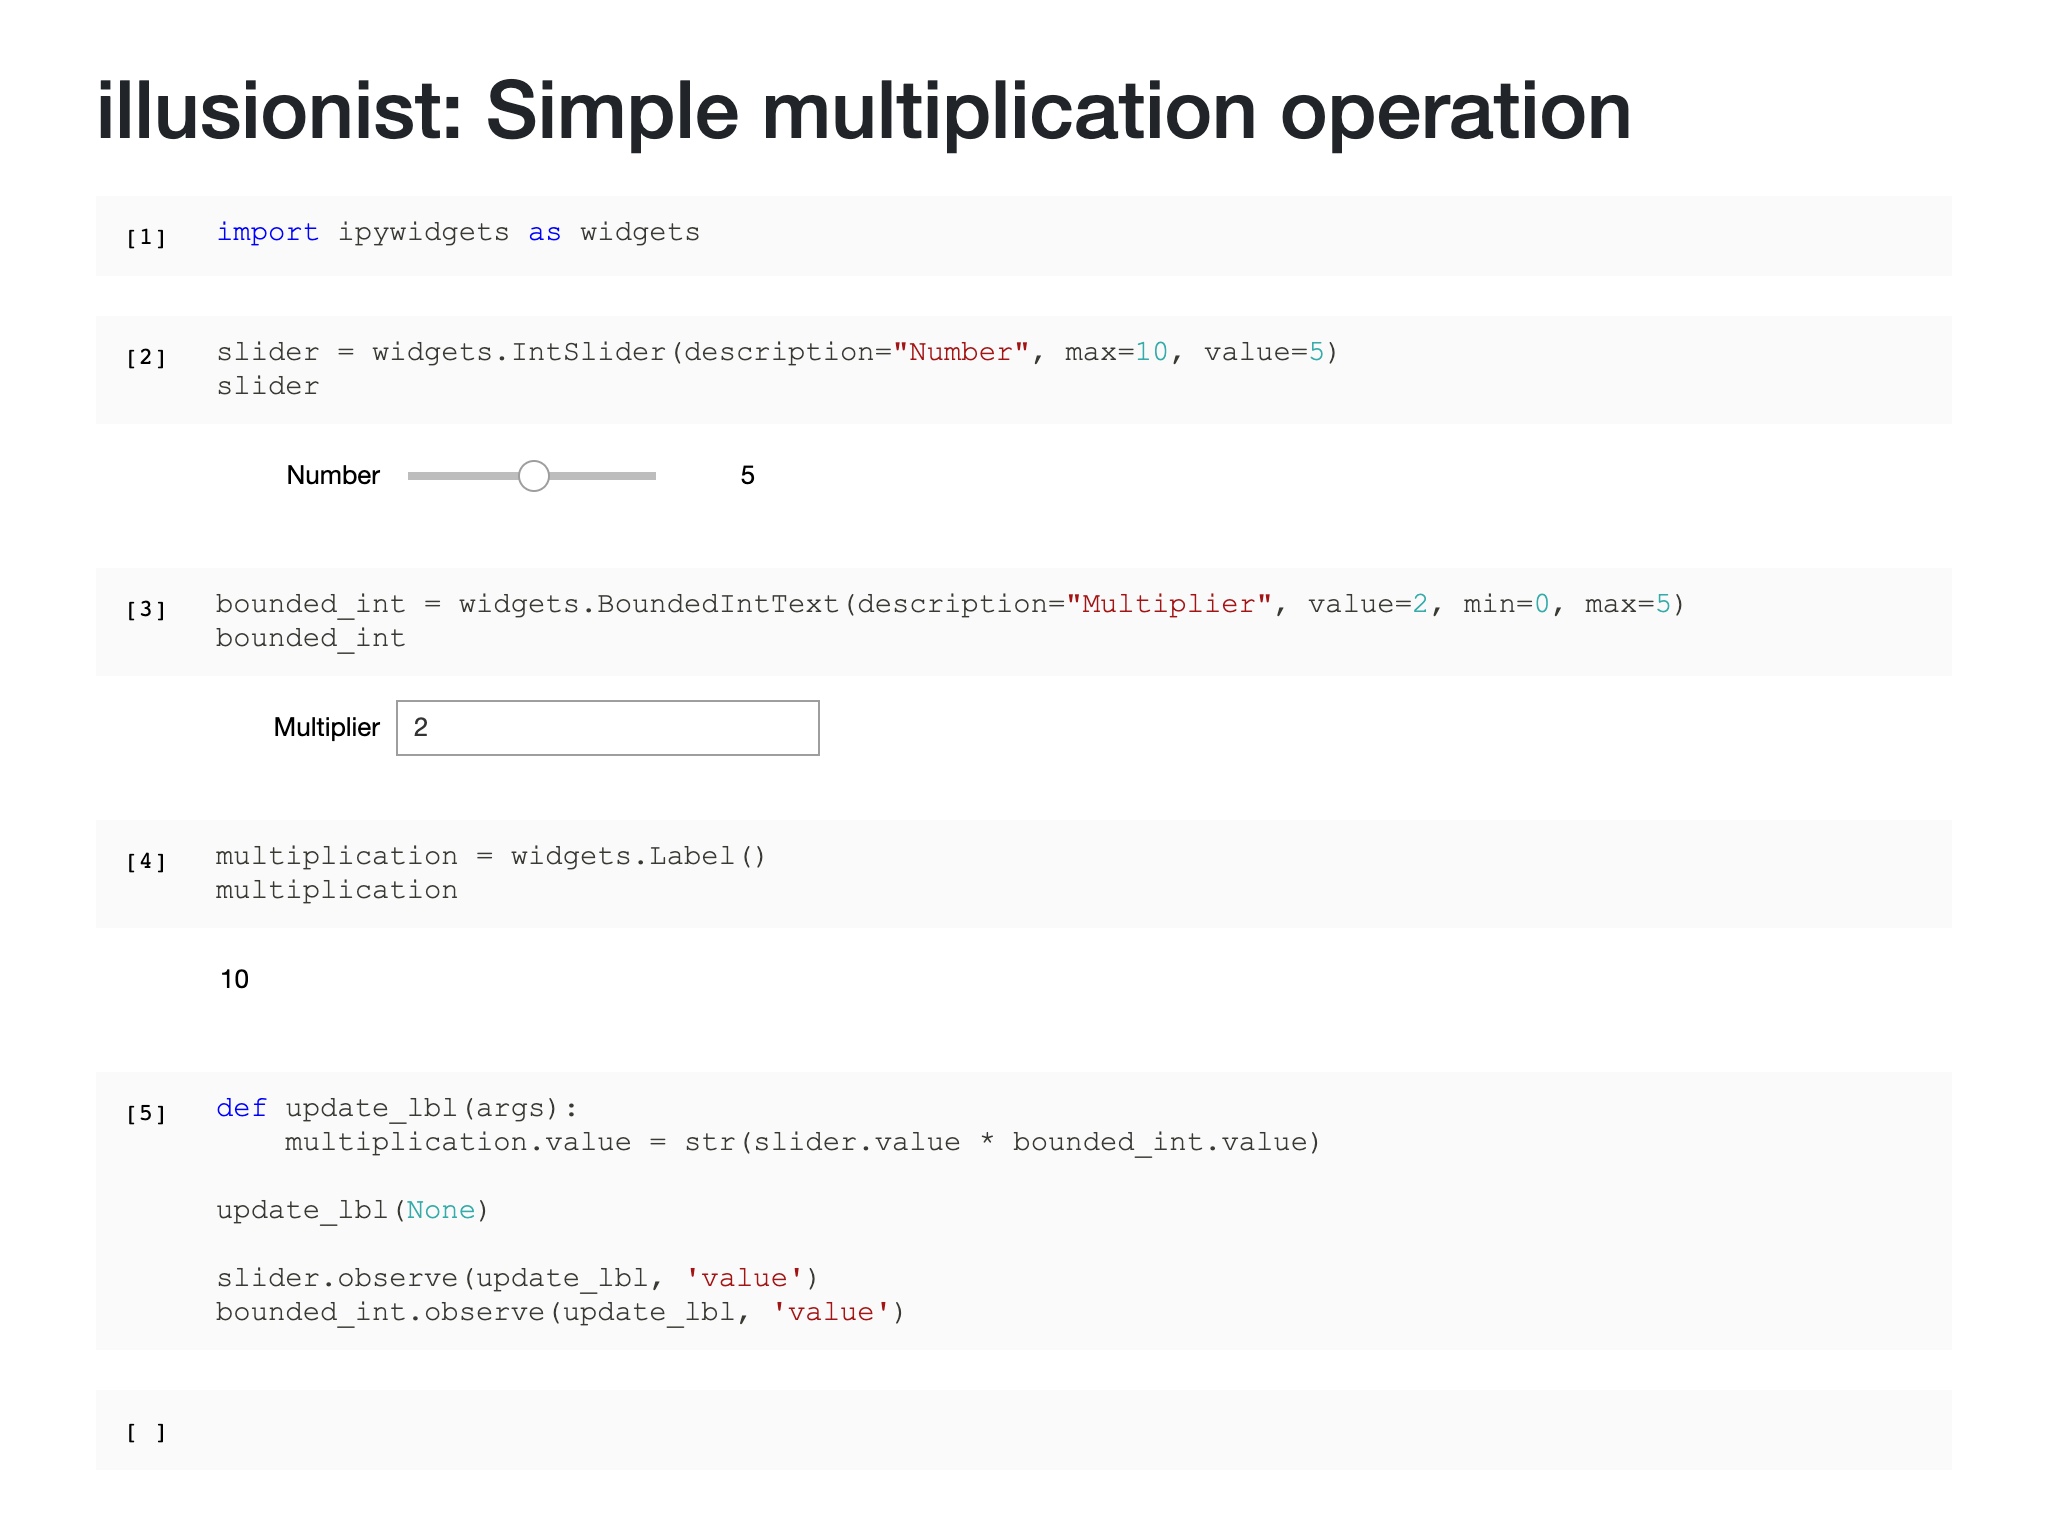 illusionist: Simple multiplication operation
[1] import ipywidgets as widgets
[2] slider = widgets.IntSlider(description="Number", max=10, value=5)
slider
Number 5
[3] bounded_int = widgets.BoundedIntText(description="Multiplier", value=2, min=0, max=5)
bounded_int
Multiplier 2
[4] multiplication = widgets.Label()
multiplication
10
[5] def update_lbl(args):
    multiplication.value = str(slider.value * bounded_int.value)
update_lbl(None)
slider.observe(update_lbl, 'value')
bounded_int.observe(update_lbl, 'value')
[ ]